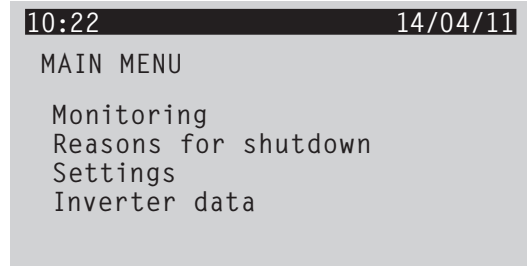 10:22 14/04/11
MAIN MENU
Monitoring
Reasons for shutdown
Settings
Inverter data